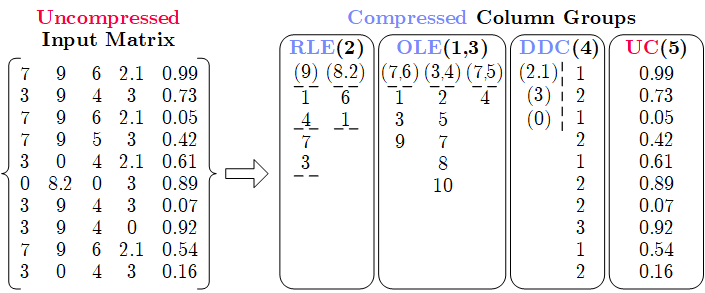 Uncompressed
Input Matrix
7 9 6 2.1 0.99
3 9 4 3 0.73
7 9 6 2.1 0.05
7 9 5 3 0.42
3 0 4 2.1 0.61
0 8.2 0 3 0.89
3 9 4 3 0.07
3 9 4 0 0.92
7 9 6 2.1 0.54
3 0 4 3 0.16
Compressed Column Groups
RLE(2)
(9) (8.2)
1 6
4 1
7
3
OLE(1,3)
(7,6) (3,4) (7,5)
1 2 4
3 5
9 7
8
10
DDC(4)
(2.1) 1
(3) 2
(0) 1
2
1
2
2
3
1
2
UC(5)
0.99
0.73
0.05
0.42
0.61
0.89
0.07
0.92
0.54
0.16